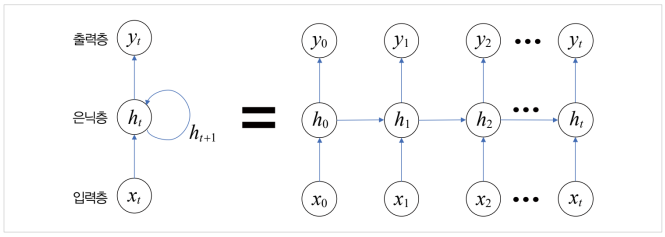 출력층 yₜ = y₀ y₁ y₂ ••• yₜ
은닉층 hₜ hₜ₊₁ h₀ h₁ h₂ ••• hₜ
입력층 xₜ x₀ x₁ x₂ ••• xₜ